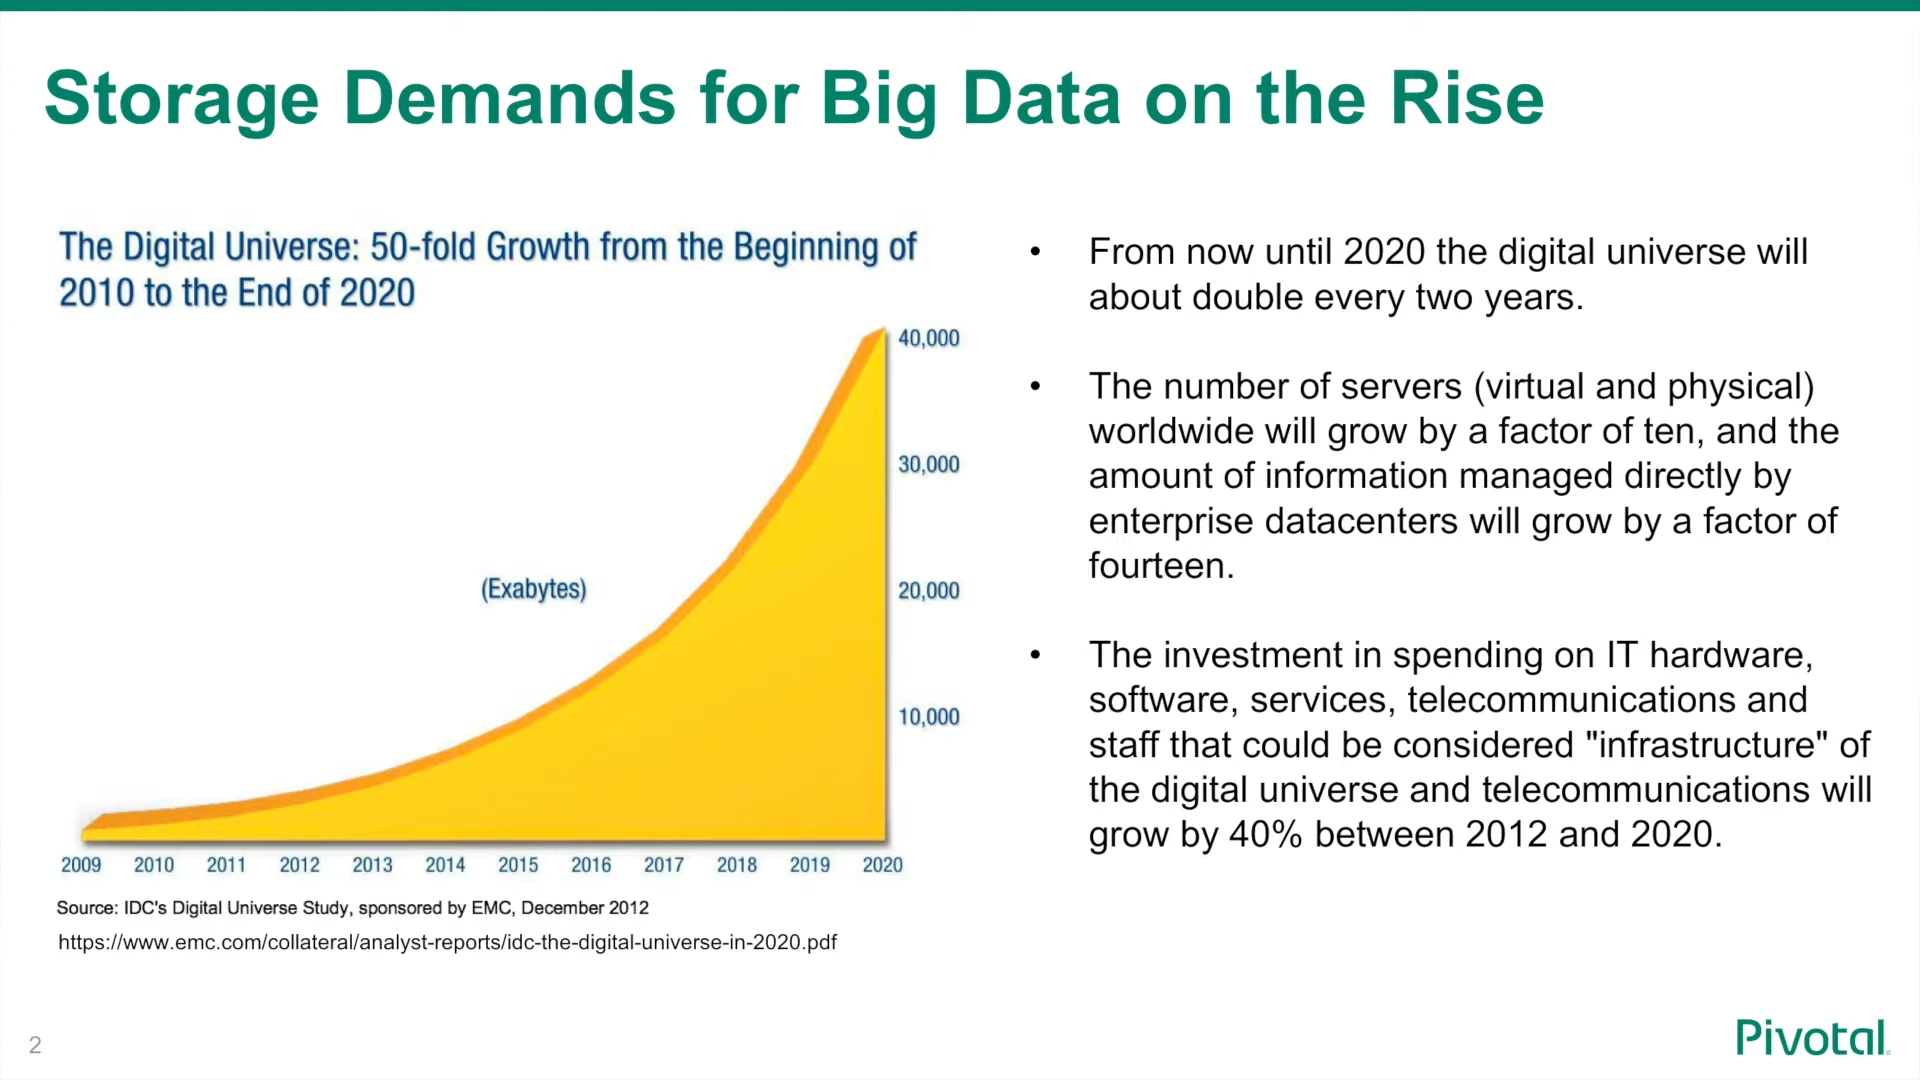 Storage Demands for Big Data on the Rise
The Digital Universe: 50-fold Growth from the Beginning of
2010 to the End of 2020
40,000
30,000
(Exabytes)
20,000
10,000
2009 2010 2011 2012 2013 2014 2015 2016 2017 2018 2019 2020
Source: IDC's Digital Universe Study, sponsored by EMC, December 2012
https://www.emc.com/collateral/analyst-reports/idc-the-digital-universe-in-2020.pdf
• From now until 2020 the digital universe will
about double every two years.
• The number of servers (virtual and physical)
worldwide will grow by a factor of ten, and the
amount of information managed directly by
enterprise datacenters will grow by a factor of
fourteen.
• The investment in spending on IT hardware,
software, services, telecommunications and
staff that could be considered "infrastructure" of
the digital universe and telecommunications will
grow by 40% between 2012 and 2020.
2
Pivotal